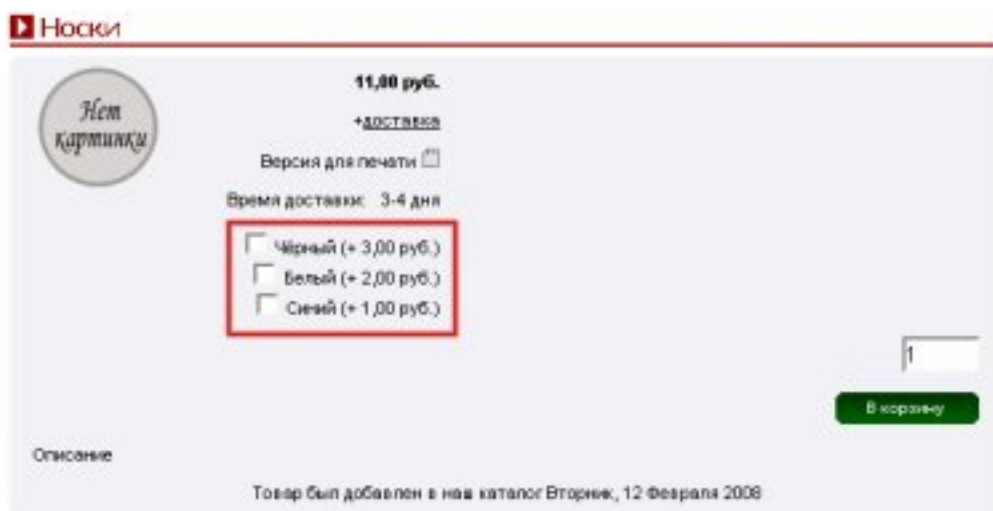 Носки
11,00 руб.
Нет
картинки
+доставка
Версия для печати
Время доставки: 3-4 дня
Чёрный (+ 3,00 руб.)
Белый (+ 2,00 руб.)
Синий (+ 1,00 руб.)
1
В корзину
Описание
Товар был добавлен в наш каталог Вторник, 12 Февраля 2008